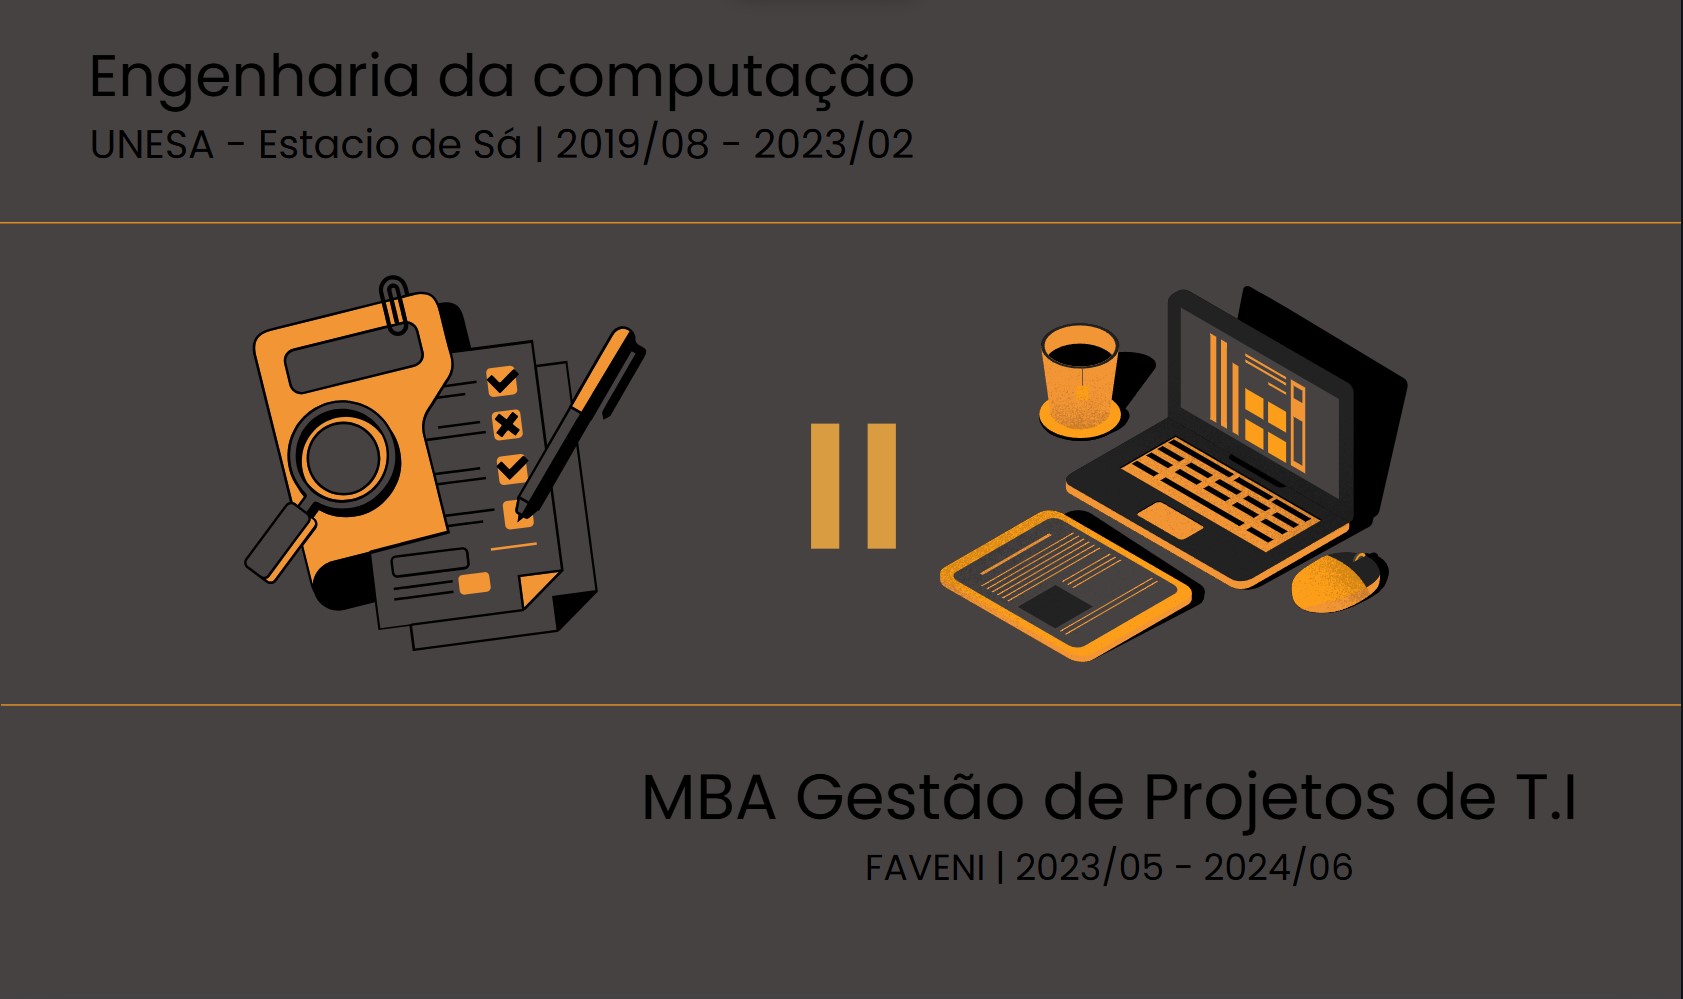 Engenharia da computação
UNESA - Estacio de Sá | 2019/08 - 2023/02
MBA Gestão de Projetos de T.I
FAVENI | 2023/05 - 2024/06